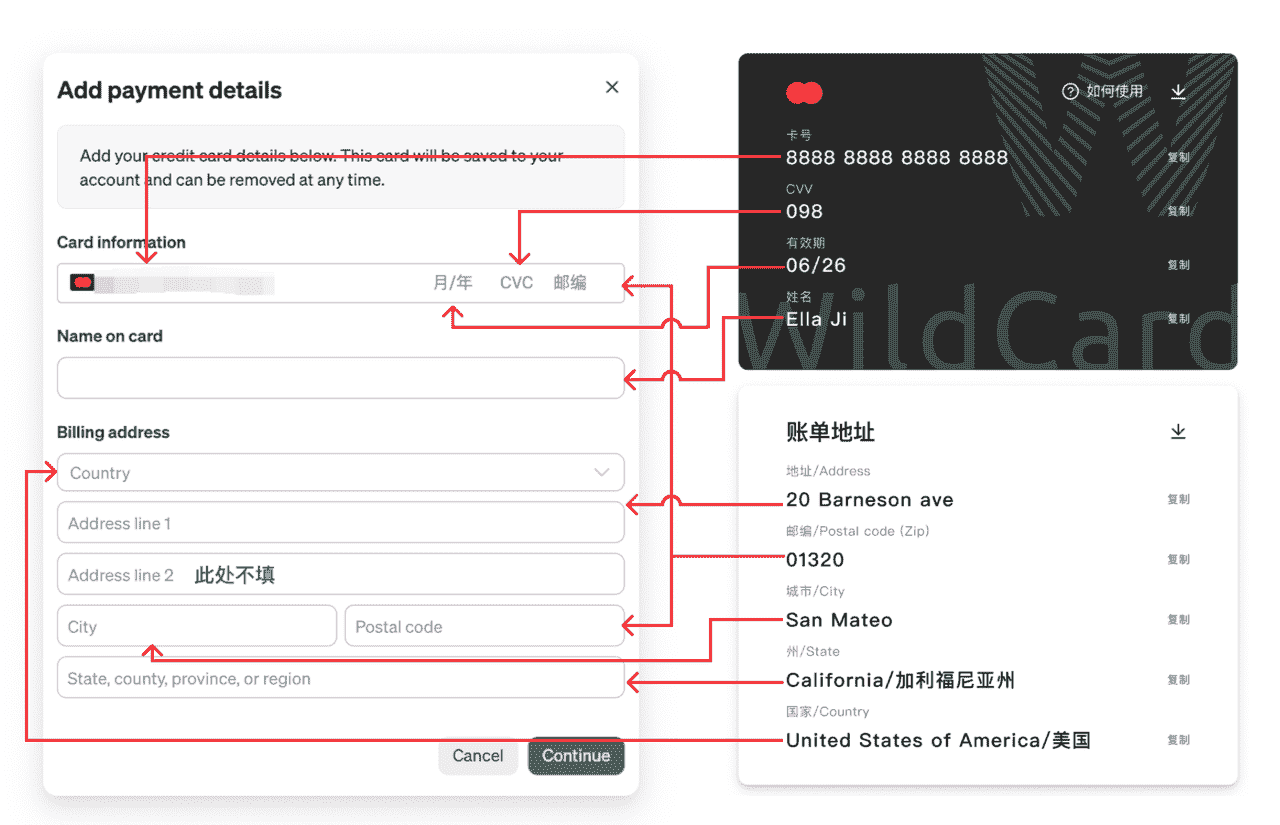 Add payment details
Add your credit card details below. This card will be saved to your
account and can be removed at any time.
Card information
月/年 CVC 邮编
Name on card
Billing address
Country
Address line 1
Address line 2 此处不填
City Postal code
State, county, province, or region
Cancel Continue
如何使用
卡号
8888 8888 8888 8888 复制
CVV
098 复制
有效期
06/26 复制
姓名
Ella Ji 复制
WildCard
账单地址
地址/Address
20 Barneson ave 复制
邮编/Postal code (Zip)
01320 复制
城市/City
San Mateo 复制
州/State
California/加利福尼亚州 复制
国家/Country
United States of America/美国 复制